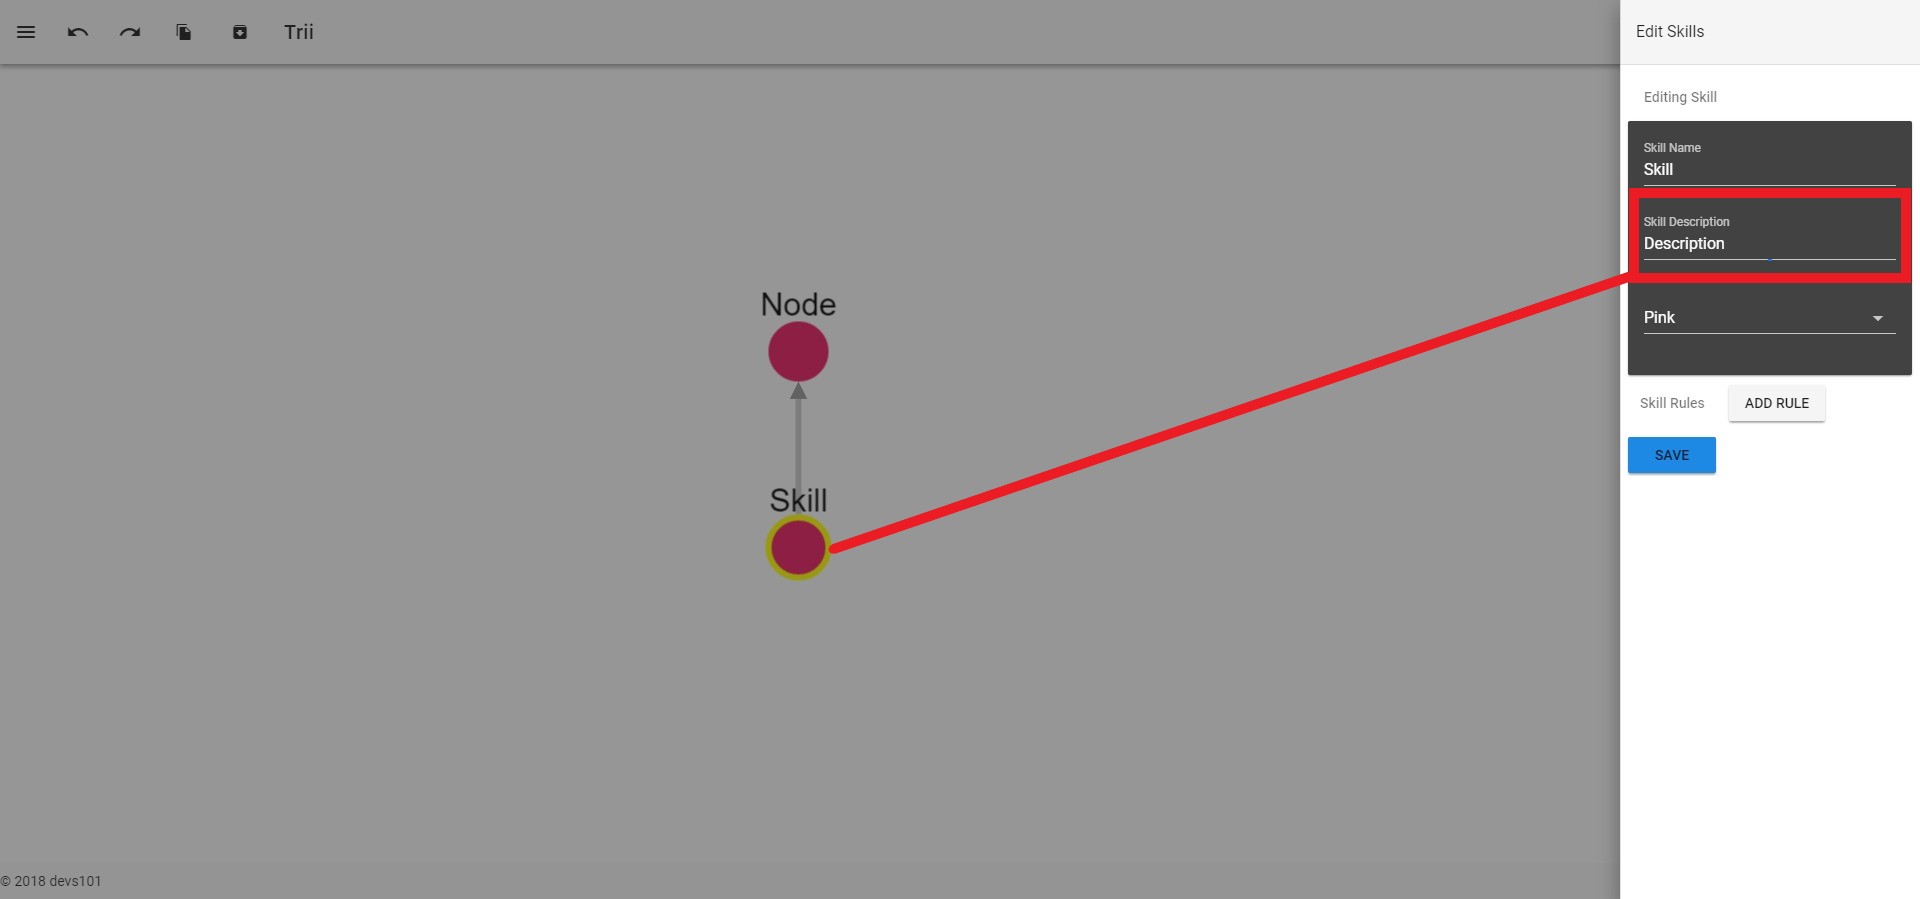 Trii
Edit Skills
Editing Skill
Skill Name
Skill
Skill Description
Description
Pink
Skill Rules
ADD RULE
SAVE
Node
Skill
© 2018 devs101